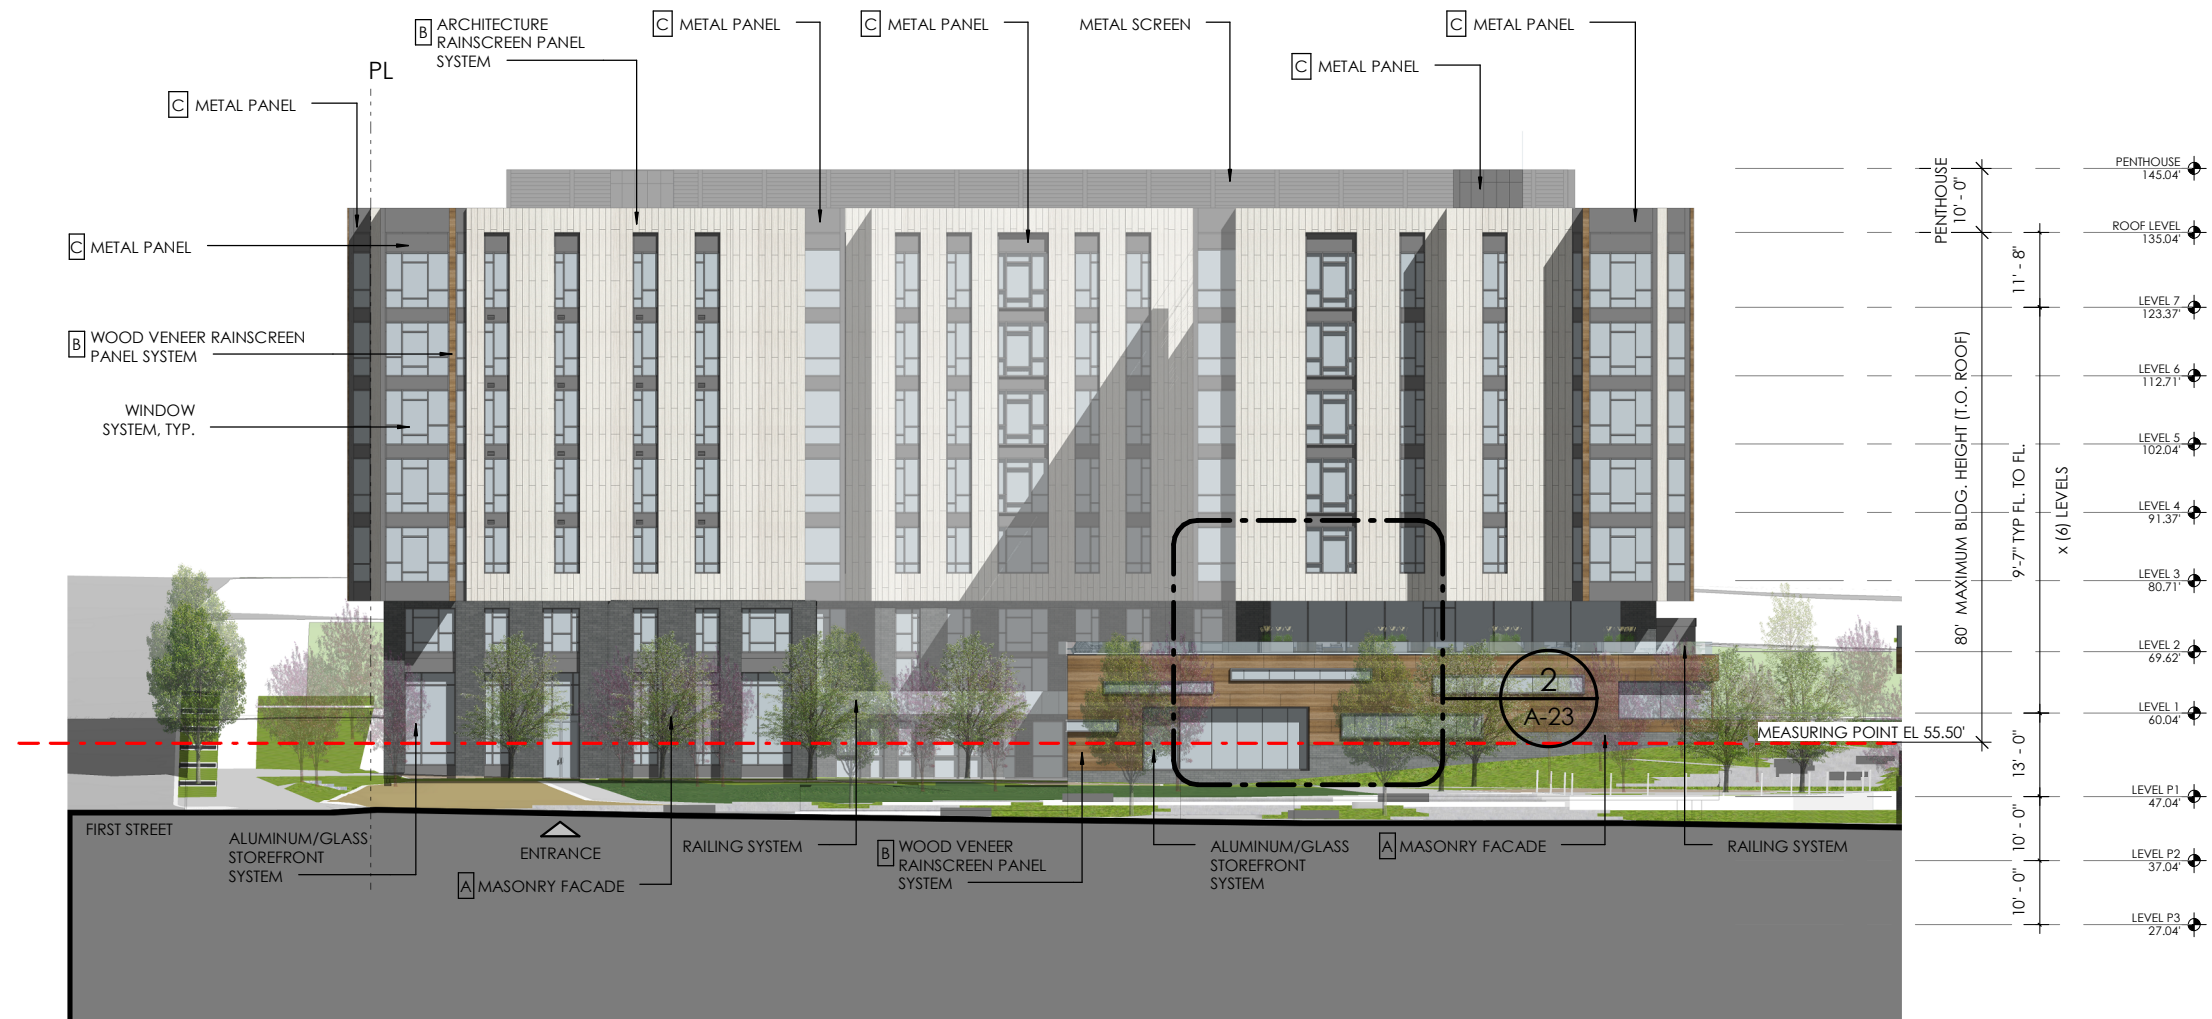 B ARCHITECTURE
RAINSCREEN PANEL
SYSTEM
C METAL PANEL
C METAL PANEL
METAL SCREEN
C METAL PANEL
C METAL PANEL
PL
C METAL PANEL
C METAL PANEL
B WOOD VENEER RAINSCREEN
PANEL SYSTEM
WINDOW
SYSTEM, TYP.
PENTHOUSE
10' - 0"
80' MAXIMUM BLDG. HEIGHT (T.O. ROOF)
11' - 8"
9'-7" TYP FL. TO FL.
x (6) LEVELS
13' - 0"
10' - 0"
10' - 0"
PENTHOUSE
145.04'
ROOF LEVEL
135.04'
LEVEL 7
123.37'
LEVEL 6
112.71'
LEVEL 5
102.04'
LEVEL 4
91.37'
LEVEL 3
80.71'
LEVEL 2
69.62'
LEVEL 1
60.04'
LEVEL P1
47.04'
LEVEL P2
37.04'
LEVEL P3
27.04'
2
A-23
MEASURING POINT EL 55.50'
FIRST STREET
ALUMINUM/GLASS
STOREFRONT
SYSTEM
ENTRANCE
A MASONRY FACADE
RAILING SYSTEM
B WOOD VENEER
RAINSCREEN PANEL
SYSTEM
ALUMINUM/GLASS
STOREFRONT
SYSTEM
A MASONRY FACADE
RAILING SYSTEM